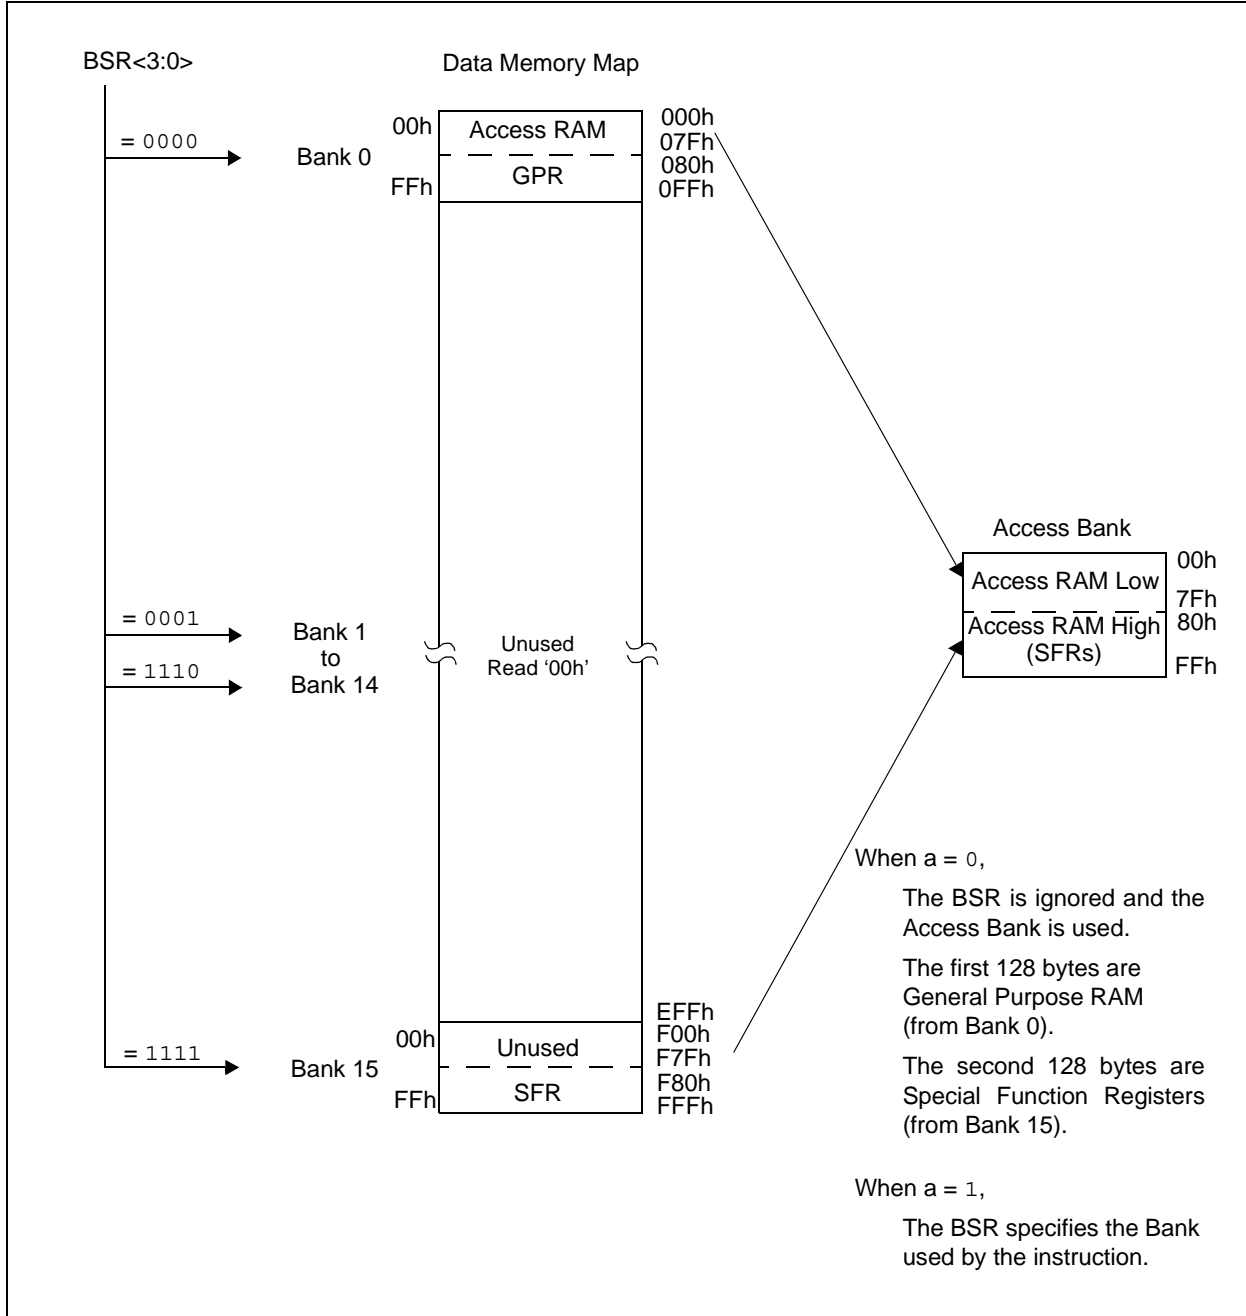 BSR<3:0>
Data Memory Map
= 0000
Bank 0
00h
FFh
Access RAM
GPR
000h
07Fh
080h
0FFh
Access Bank
Access RAM Low
Access RAM High
(SFRs)
00h
7Fh
80h
FFh
= 0001
= 1110
Bank 1
to
Bank 14
Unused
Read ‘00h’
= 1111
Bank 15
00h
FFh
Unused
SFR
EFFh
F00h
F7Fh
F80h
FFFh
When a = 0,
The BSR is ignored and the
Access Bank is used.
The first 128 bytes are
General Purpose RAM
(from Bank 0).
The second 128 bytes are
Special Function Registers
(from Bank 15).
When a = 1,
The BSR specifies the Bank
used by the instruction.